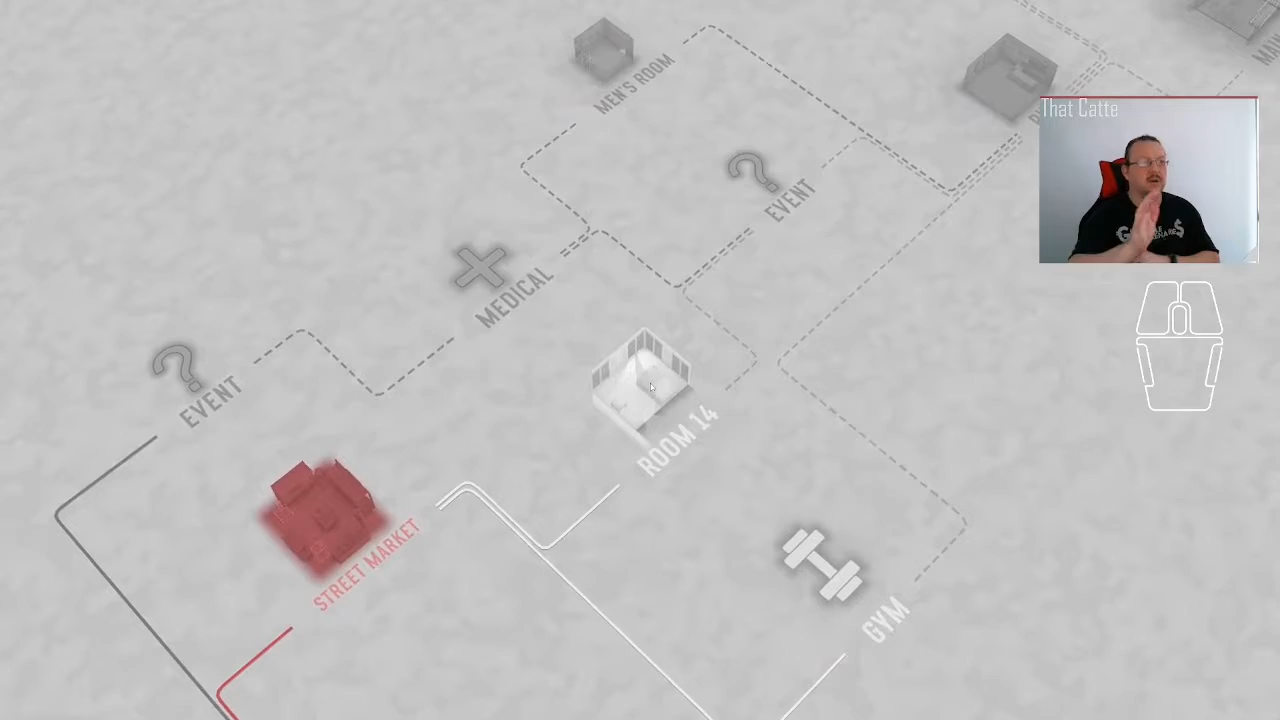 MEN'S ROOM
That Catte
EVENT
MEDICAL
EVENT
ROOM 14
STREET MARKET
GYM